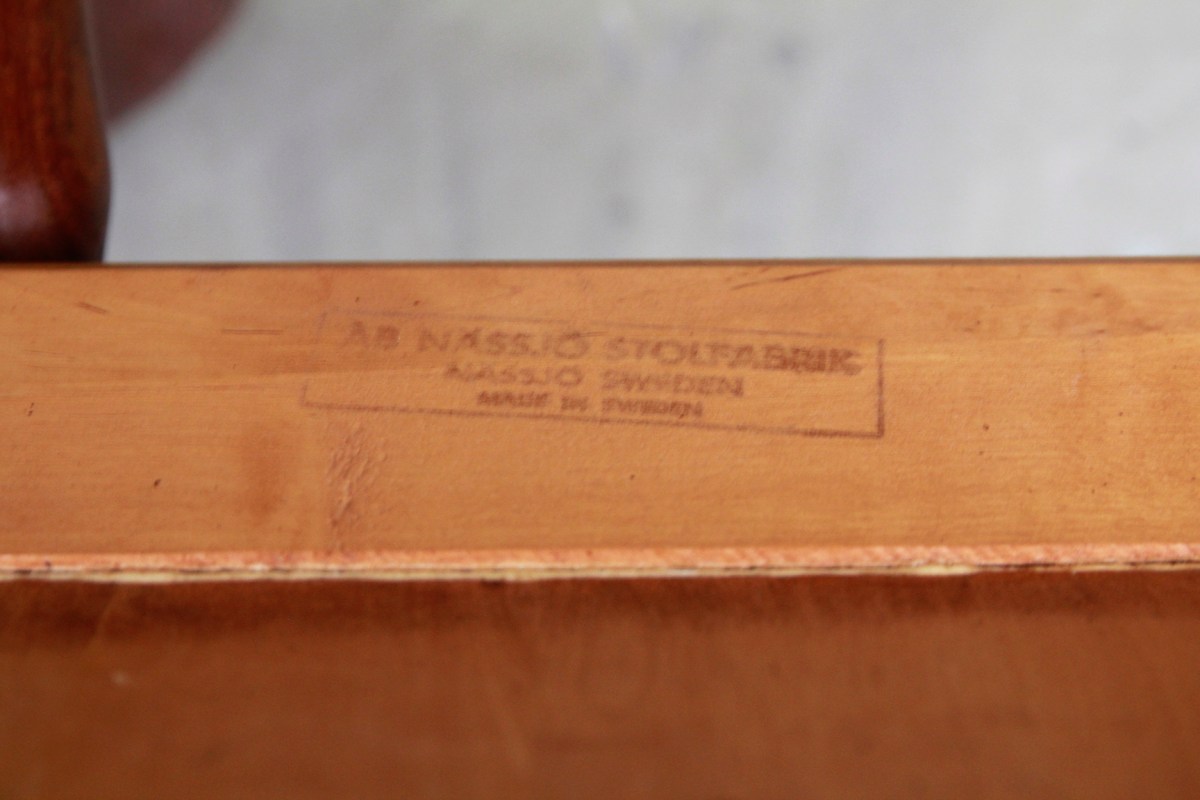 AB NÄSSJÖ STOLFABRIK
NÄSSJÖ SWEDEN
MADE IN SWEDEN